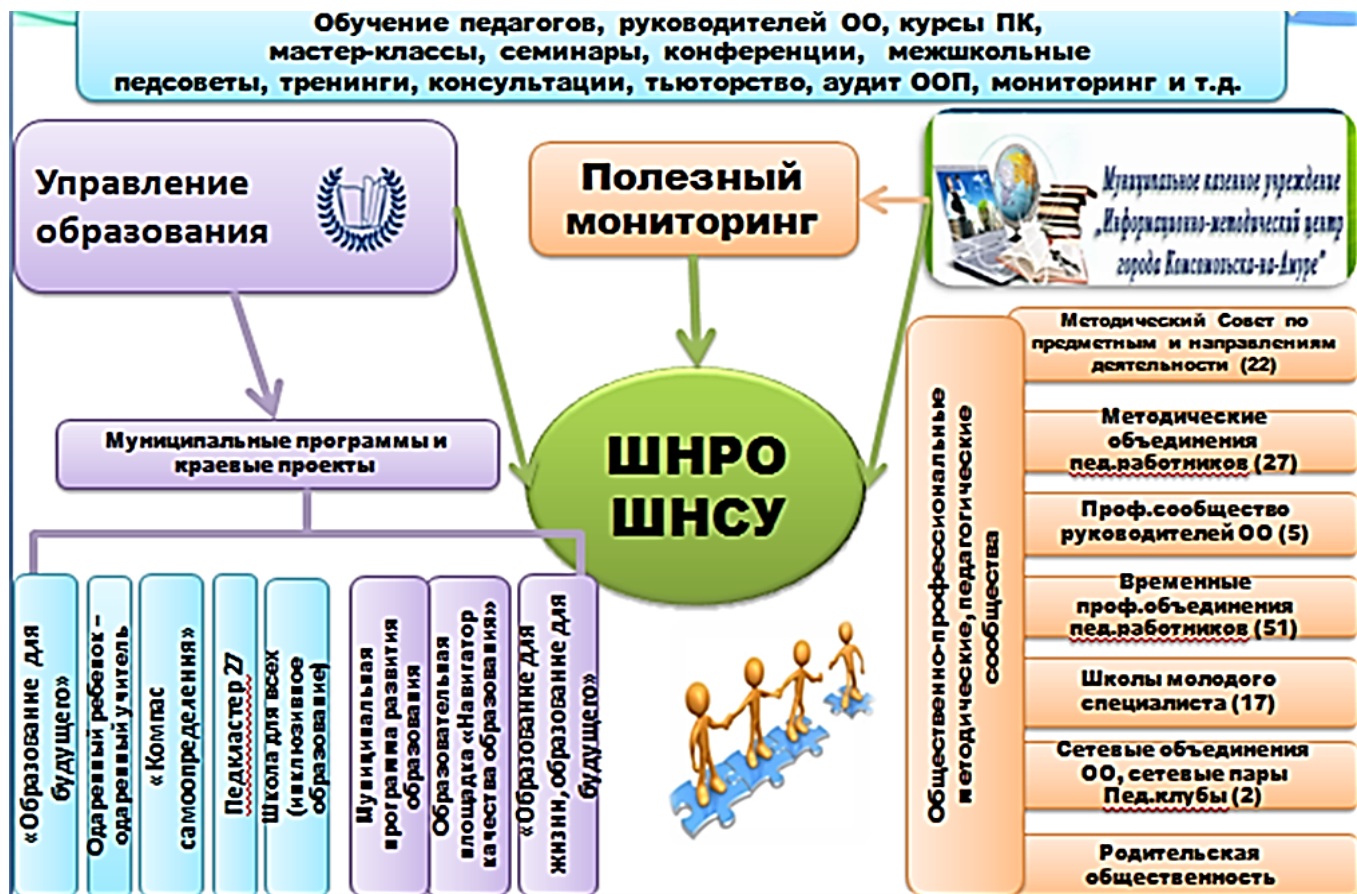 Обучение педагогов, руководителей ОО, курсы ПК,
мастер-классы, семинары, конференции, межшкольные
педсоветы, тренинги, консультации, тьюторство, аудит ООП, мониторинг и т.д.
Управление
образования
Полезный
мониторинг
Муниципальное казенное учреждение
„Информационно-методический центр
города Комсомольска-на-Амуре"
Муниципальные программы и
краевые проекты
ШНРО
ШНСУ
«Образование для
будущего»
Одаренный ребенок –
одаренный учитель
«Компас
самоопределения»
Педкластер 27
Школа для всех
(инклюзивное
образование)
Муниципальная
программа развития
образования
Образовательная
площадка «Навигатор
качества образования»
«Образование для
жизни, образование для
будущего»
Общественно-профессиональные
методические, педагогические
сообщества
Методический Совет по
предметным и направлениям
деятельности (22)
Методические
объединения
пед.работников (27)
Проф.сообщество
руководителей ОО (5)
Временные
проф.объединения
пед.работников (51)
Школы молодого
специалиста (17)
Сетевые объединения
ОО, сетевые пары
Пед.клубы (2)
Родительская
общественность